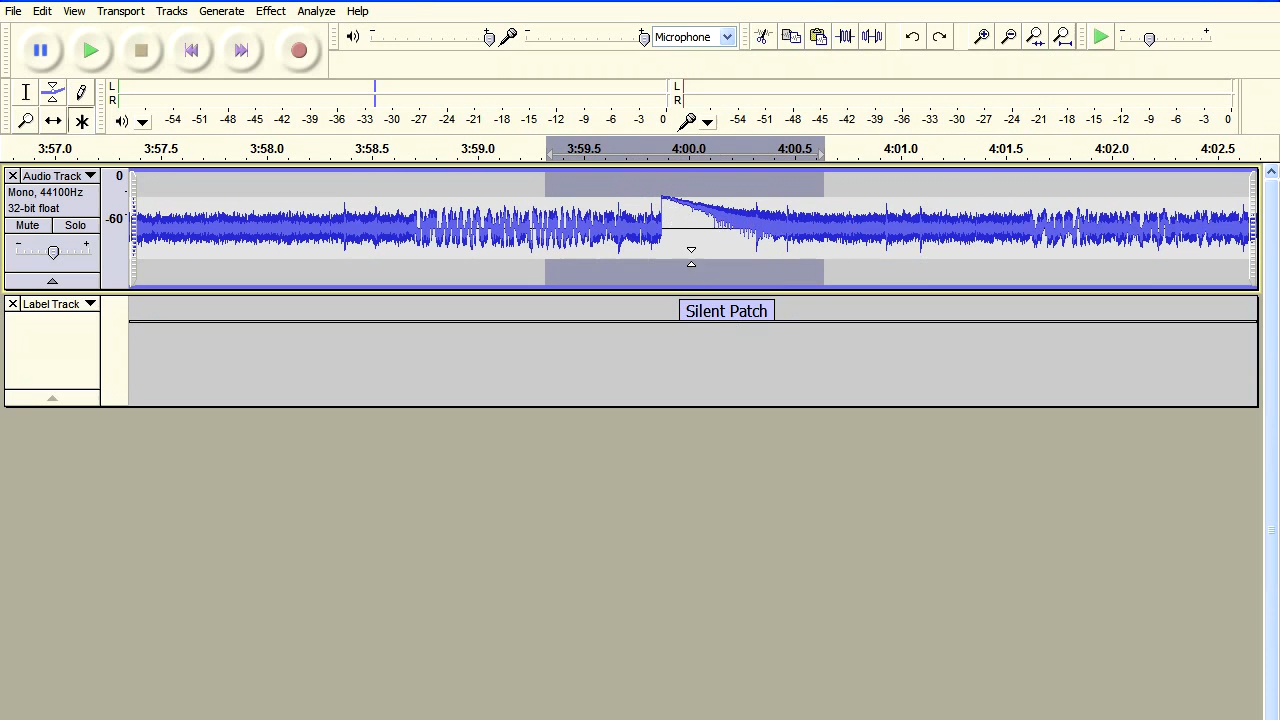 File Edit View Transport Tracks Generate Effect Analyze Help
Microphone
L
R
L
R
-54 -51 -48 -45 -42 -39 -36 -33 -30 -27 -24 -21 -18 -15 -12 -9 -6 -3 0
-54 -51 -48 -45 -42 -39 -36 -33 -30 -27 -24 -21 -18 -15 -12 -9 -6 -3 0
3:57.0 3:57.5 3:58.0 3:58.5 3:59.0 3:59.5 4:00.0 4:00.5 4:01.0 4:01.5 4:02.0 4:02.5
Audio Track
Mono, 44100Hz
32-bit float
Mute Solo
- +
0
-60
Label Track
Silent Patch